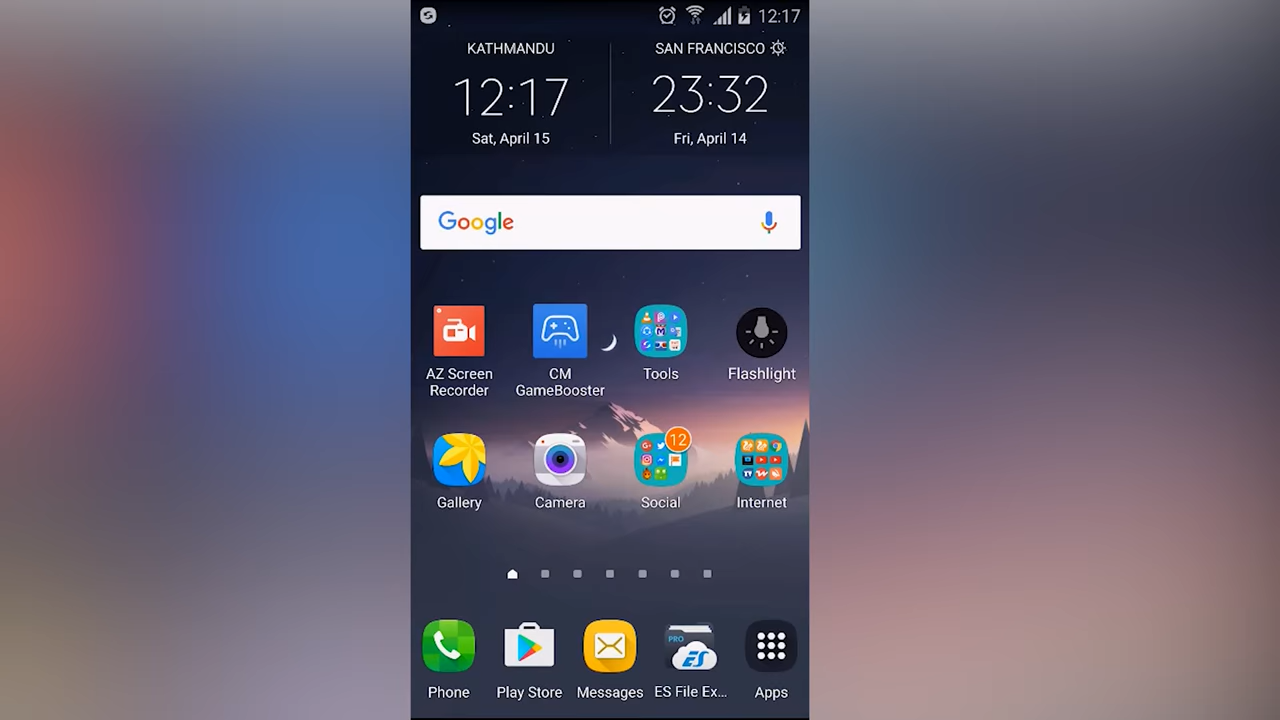 12:17
KATHMANDU
12:17
Sat, April 15
SAN FRANCISCO
23:32
Fri, April 14
Google
AZ Screen
Recorder
CM
GameBooster
Tools
Flashlight
Gallery
Camera
12
Social
Internet
Phone
Play Store
Messages
PRO
ES
ES File Ex...
Apps